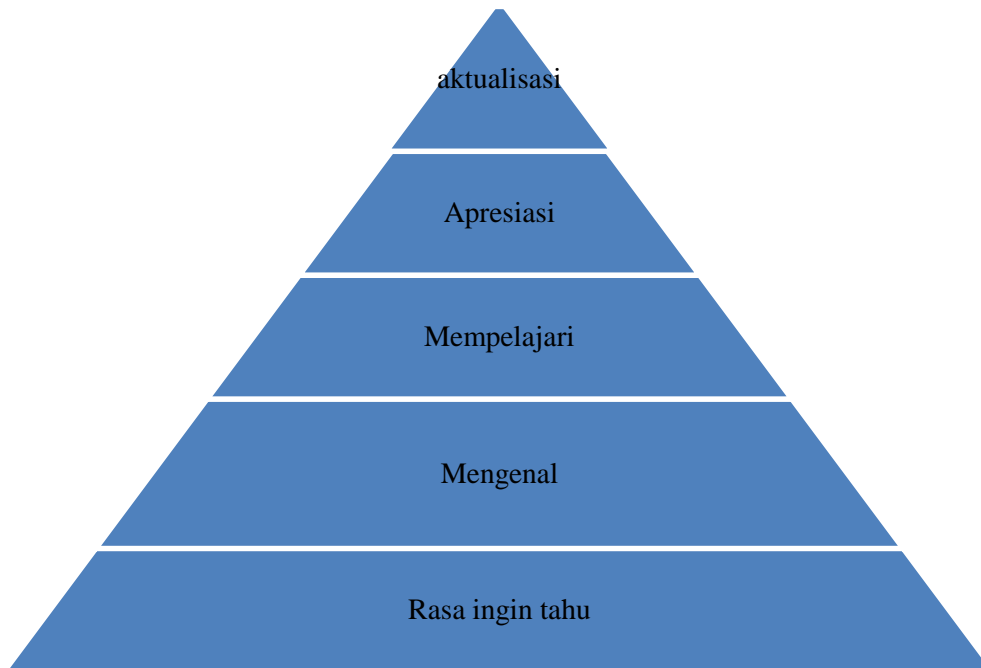 aktualisasi
Apresiasi
Mempelajari
Mengenal
Rasa ingin tahu